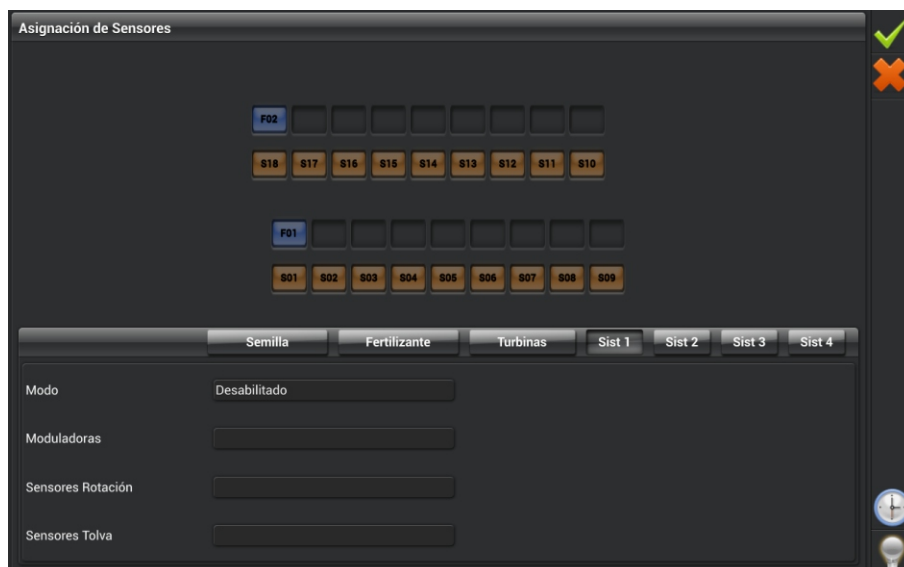 Asignación de Sensores
F02
S18 S17 S16 S15 S14 S13 S12 S11 S10
F01
S01 S02 S03 S04 S05 S06 S07 S08 S09
Semilla Fertilizante Turbinas Sist 1 Sist 2 Sist 3 Sist 4
Modo Desabilitado
Moduladoras
Sensores Rotación
Sensores Tolva